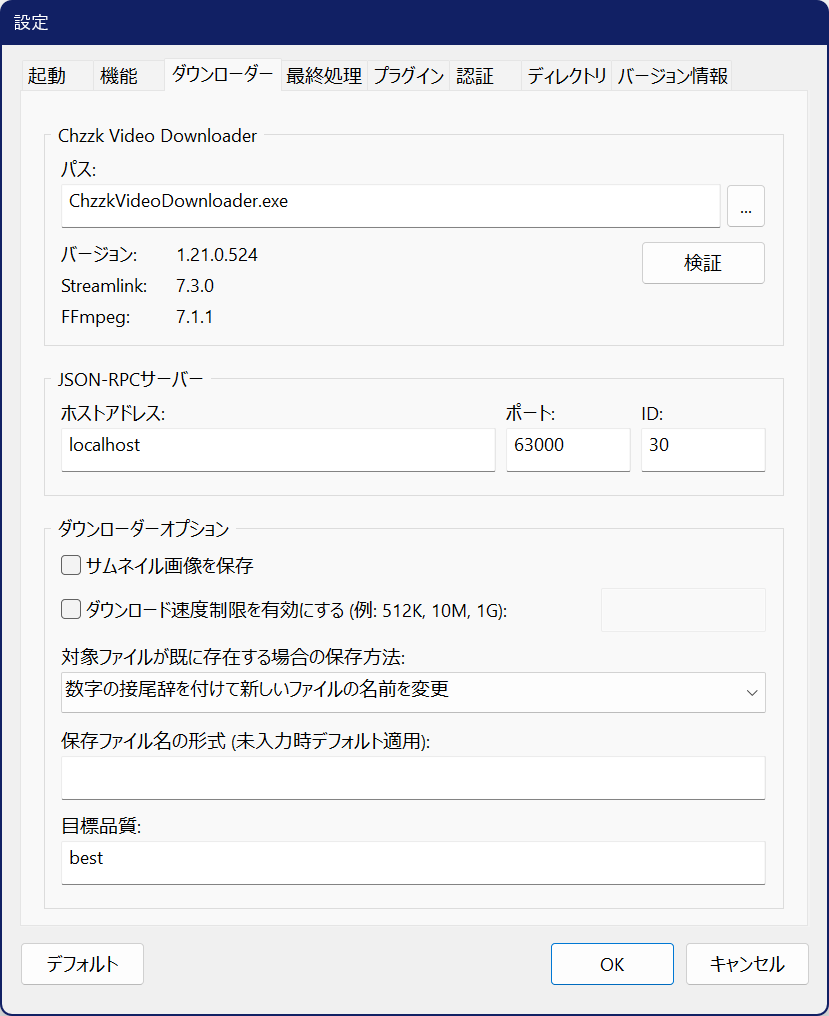 設定
起動 機能 ダウンローダー 最終処理 プラグイン 認証 ディレクトリ バージョン情報
Chzzk Video Downloader
パス:
ChzzkVideoDownloader.exe ...
バージョン: 1.21.0.524 検証
Streamlink: 7.3.0
FFmpeg: 7.1.1
JSON-RPCサーバー
ホストアドレス: ポート: ID:
localhost 63000 30
ダウンローダーオプション
サムネイル画像を保存
ダウンロード速度制限を有効にする (例: 512K, 10M, 1G):
対象ファイルが既に存在する場合の保存方法:
数字の接尾辞を付けて新しいファイルの名前を変更
保存ファイル名の形式 (未入力時デフォルト適用):
目標品質:
best
デフォルト OK キャンセル